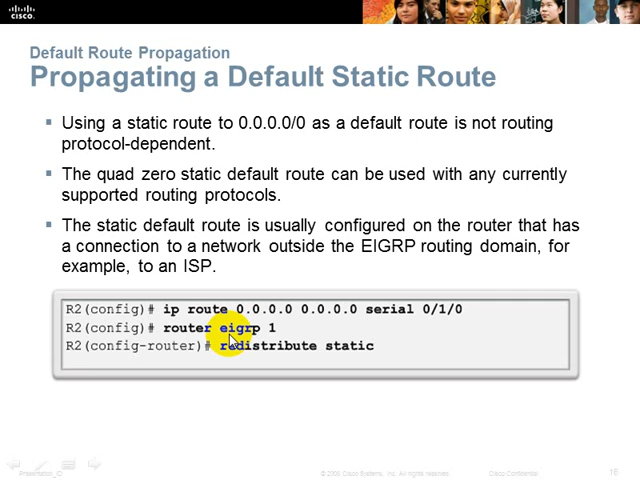 CISCO.
Default Route Propagation
Propagating a Default Static Route
Using a static route to 0.0.0.0/0 as a default route is not routing
protocol-dependent.
The quad zero static default route can be used with any currently
supported routing protocols.
The static default route is usually configured on the router that has
a connection to a network outside the EIGRP routing domain, for
example, to an ISP.
R2(config)# ip route 0.0.0.0 0.0.0.0 serial 0/1/0
R2(config)# router eigrp 1
R2(config-router)# redistribute static
Presentation_ID
© 2008 Cisco Systems, Inc. All rights reserved.
Cisco Confidential
16